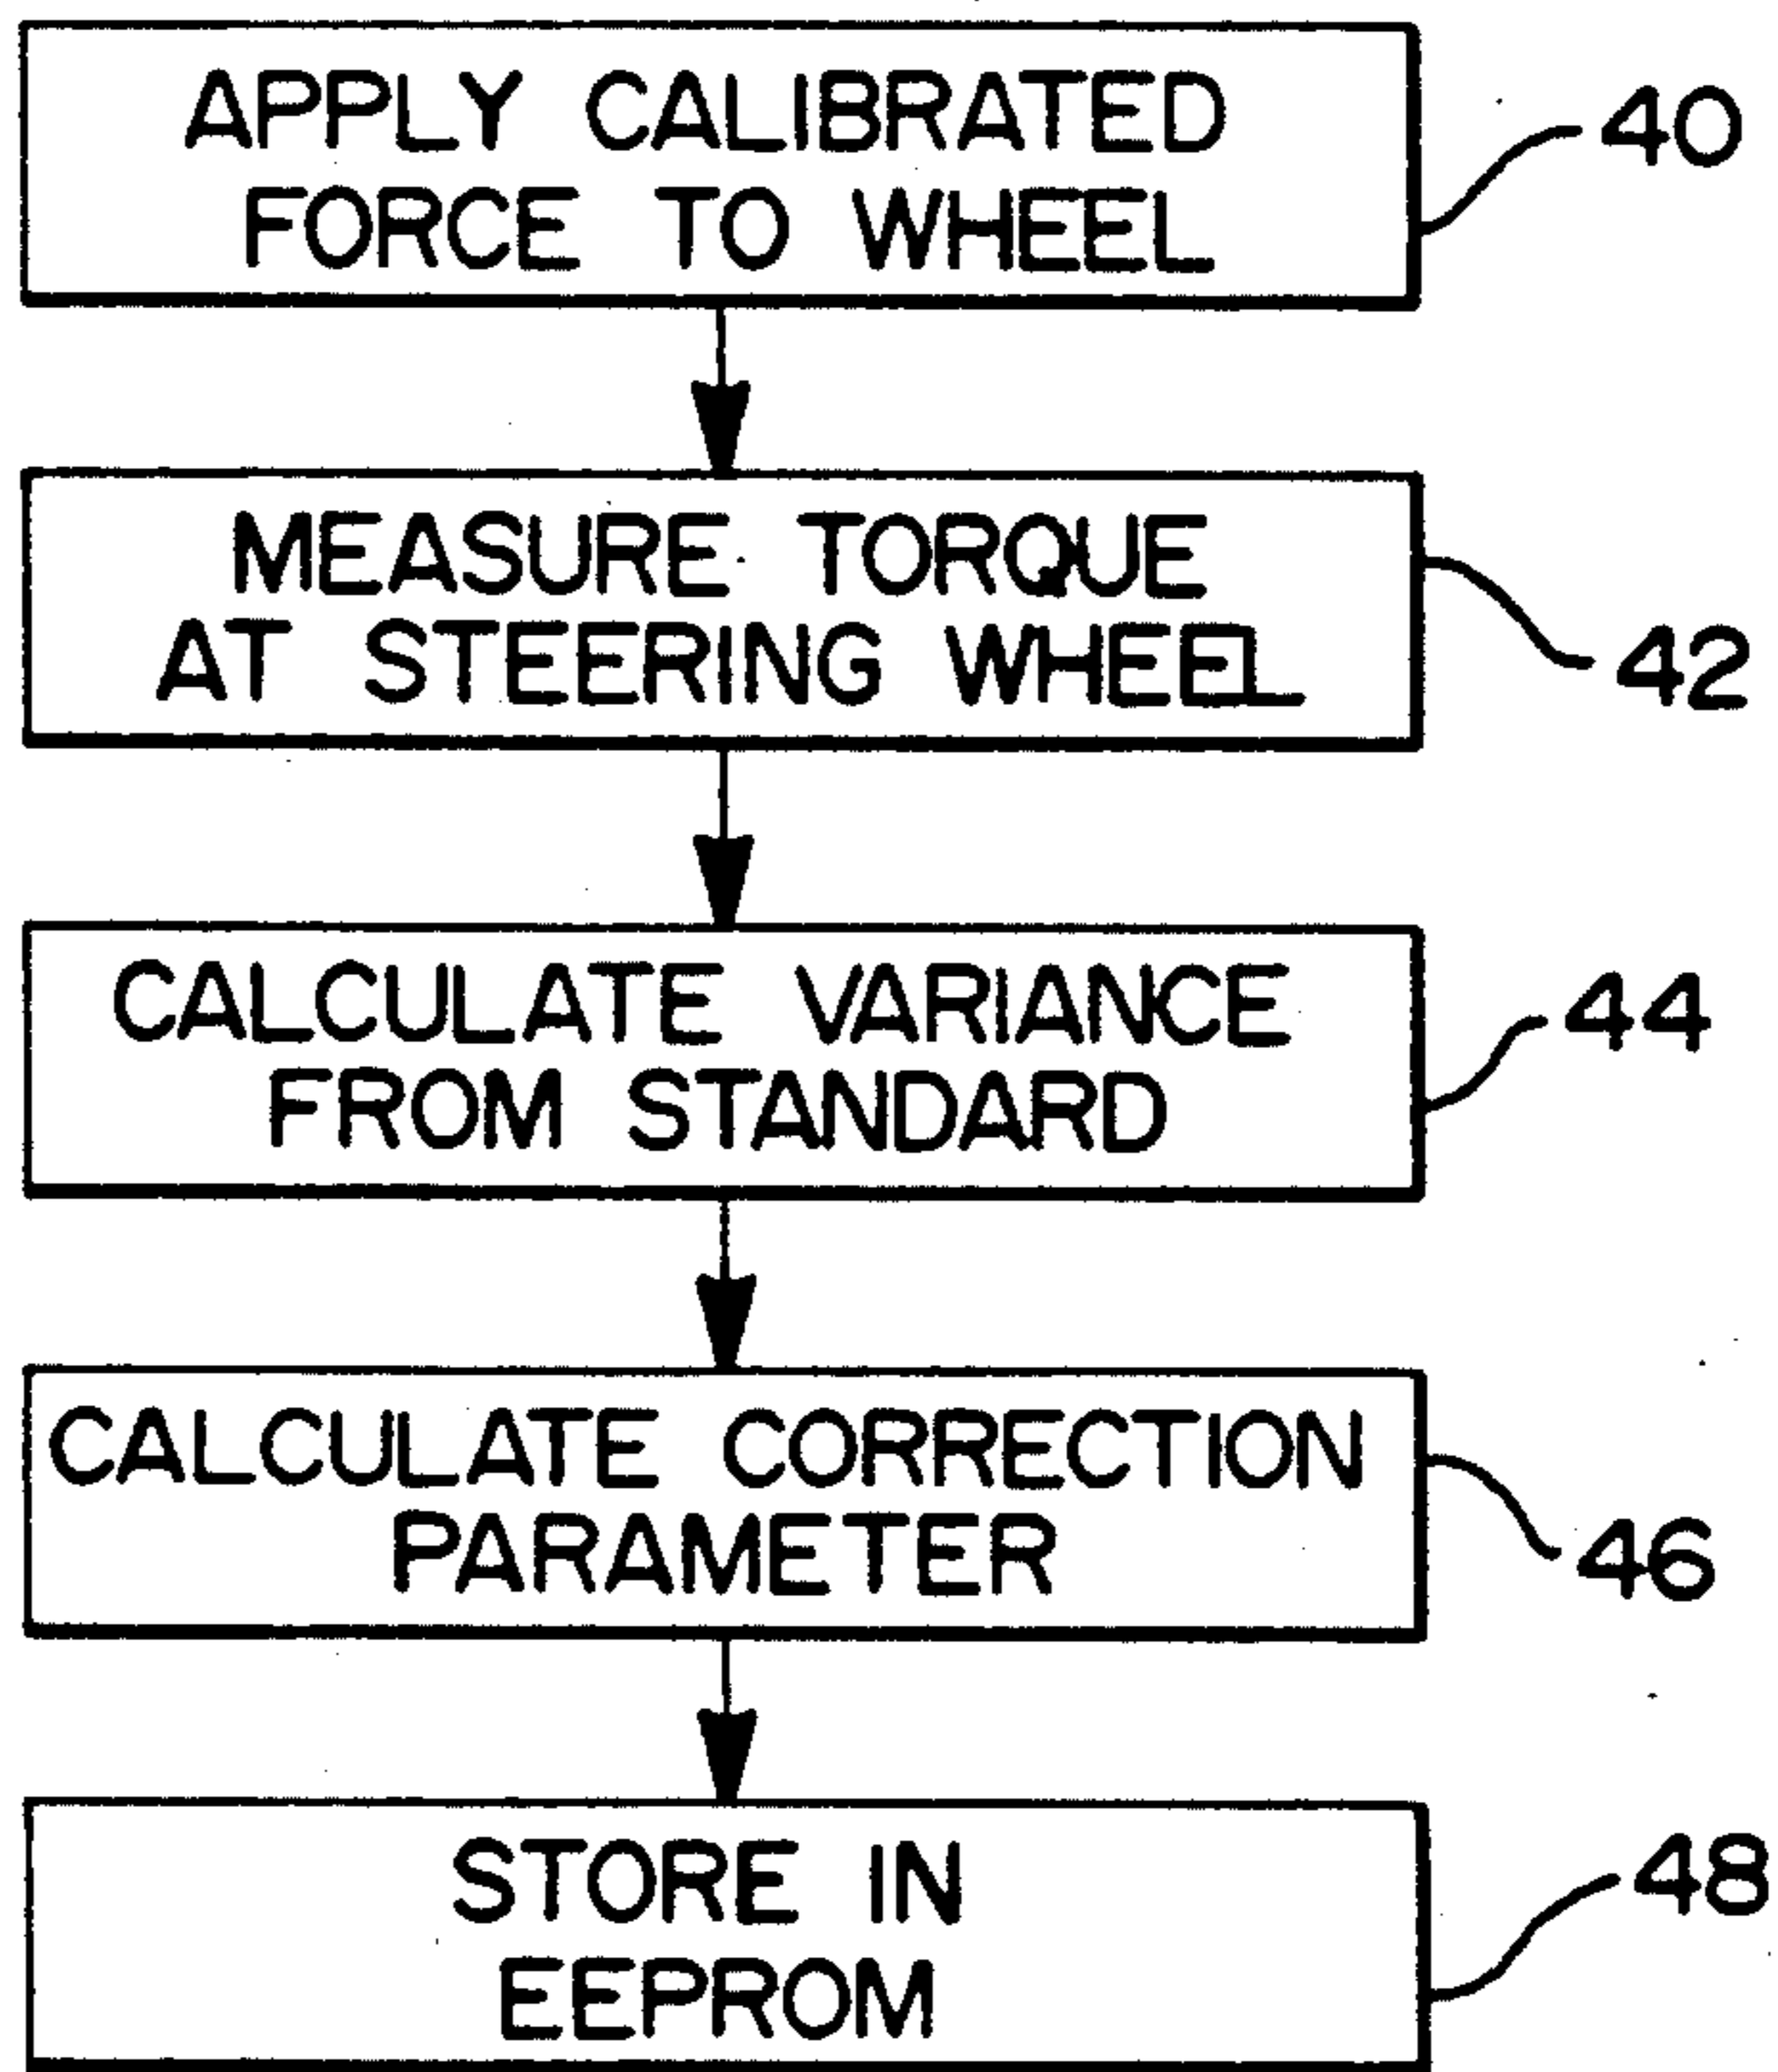 APPLY CALIBRATED
FORCE TO WHEEL
40
MEASURE TORQUE
AT STEERING WHEEL
42
CALCULATE VARIANCE
FROM STANDARD
44
CALCULATE CORRECTION
PARAMETER
46
STORE IN
EEPROM
48